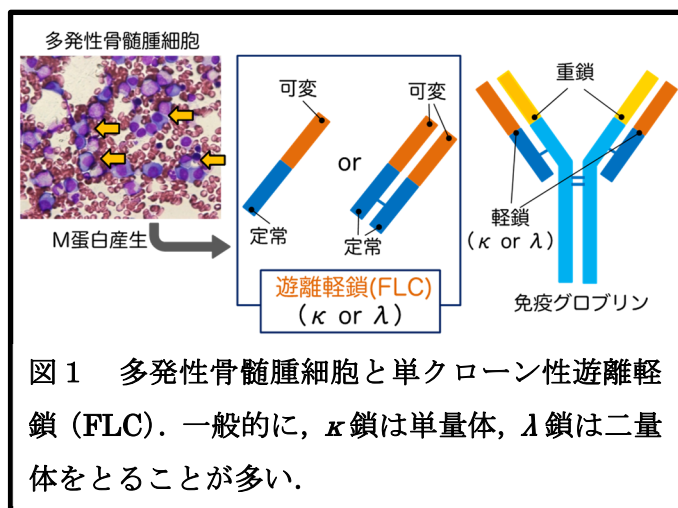 多発性骨髄腫細胞
M蛋白産生
可変
可変
or
定常
定常
遊離軽鎖(FLC)
(κ or λ)
重鎖
軽鎖
(κ or λ)
免疫グロブリン
図1 多発性骨髄腫細胞と単クローン性遊離軽
鎖 (FLC). 一般的に, κ鎖は単量体, λ鎖は二量
体をとることが多い.